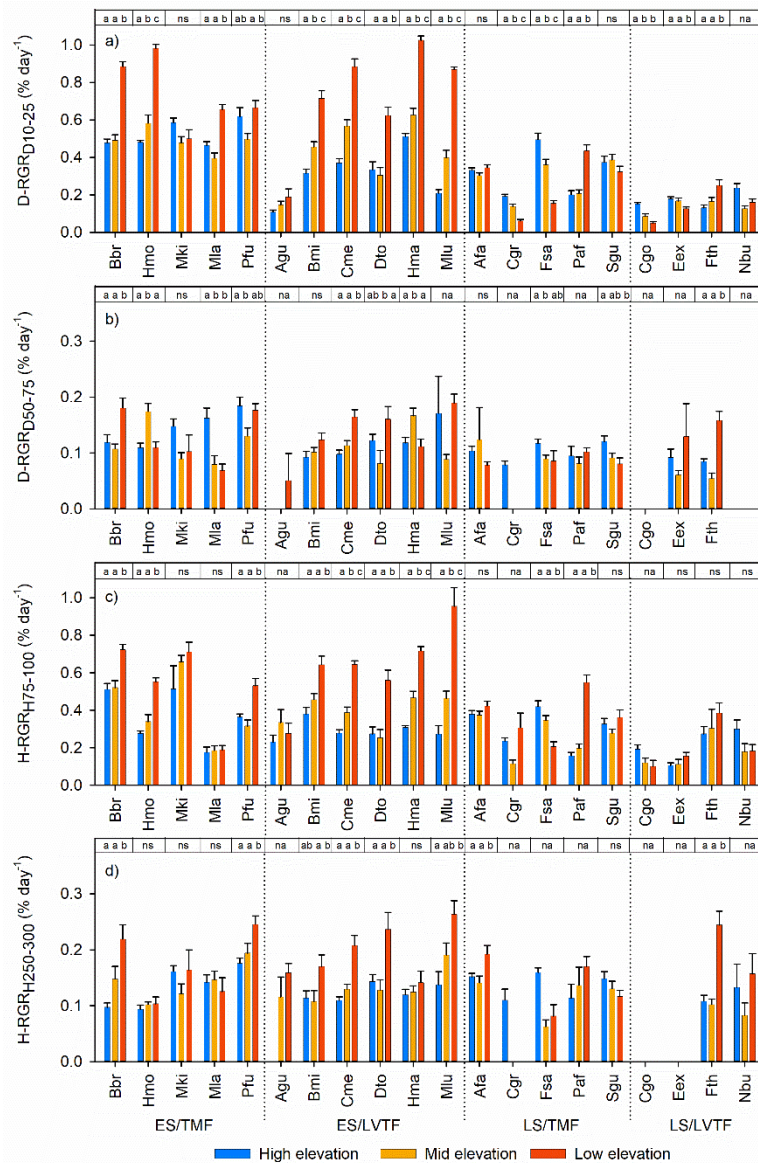 a a b a b c ns a a b ab a b ns a b c a b c a a b a b c a b c ns a b c a b c a a b ns a a b na
a)
D-RGR D10-25 (% day-1)
1.0
0.8
0.6
0.4
0.2
0.0
Bbr Hmo Mki Mla Pfu Agu Bmi Cme Dto Hma Mlu Afa Cgr Fsa Paf Sgu Cgo Eex Fth Nbu
a a b a b a ns a b b a b ab na ns a a b ab b a a b a na ns na a b ab ns a ab b na na a a b na
b)
D-RGR D50-75 (% day-1)
0.3
0.2
0.1
0.0
Bbr Hmo Mki Mla Pfu Agu Bmi Cme Dto Hma Mlu Afa Cgr Fsa Paf Sgu Cgo Eex Fth Nbu
a a b a a b ns ns a a b na a a b a b c a a b a b c a b c ns na a a b a a b ns na ns ns ns
c)
H-RGR H75-100 (% day-1)
1.0
0.8
0.6
0.4
0.2
0.0
Bbr Hmo Mki Mla Pfu Agu Bmi Cme Dto Hma Mlu Afa Cgr Fsa Paf Sgu Cgo Eex Fth Nbu
a a b ns ns ns a a b na ab a b a a b a a b ns a ab b a a b na ns na ns na na a a b na
d)
H-RGR H250-300 (% day-1)
0.3
0.2
0.1
0.0
Bbr Hmo Mki Mla Pfu Agu Bmi Cme Dto Hma Mlu Afa Cgr Fsa Paf Sgu Cgo Eex Fth Nbu
ES/TMF ES/LVTF LS/TMF LS/LVTF
High elevation Mid elevation Low elevation